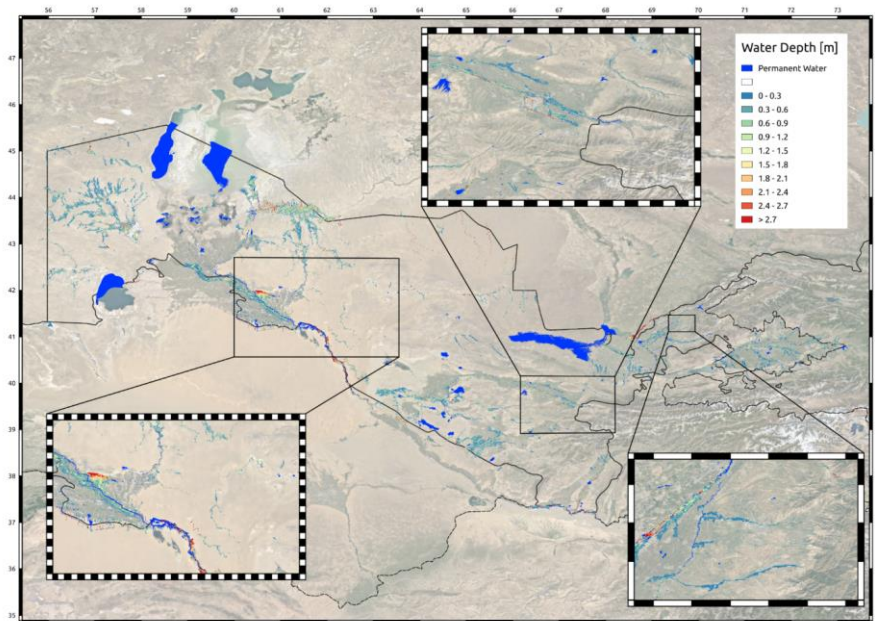 56 57 58 59 60 61 62 63 64 65 66 67 68 69 70 71 72 73
47
46
45
44
43
42
41
40
39
38
37
36
35
Water Depth [m]
Permanent Water
0 - 0.3
0.3 - 0.6
0.6 - 0.9
0.9 - 1.2
1.2 - 1.5
1.5 - 1.8
1.8 - 2.1
2.1 - 2.4
2.4 - 2.7
> 2.7